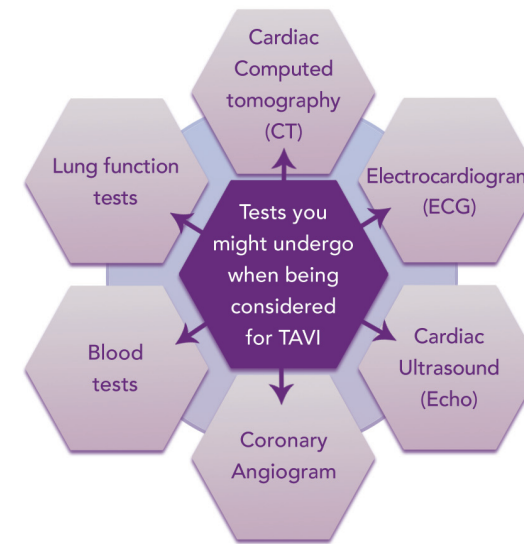 Cardiac
Computed
tomography
(CT)
Lung function
tests
Electrocardiogram
(ECG)
Tests you
might undergo
when being
considered
for TAVI
Blood
tests
Cardiac
Ultrasound
(Echo)
Coronary
Angiogram